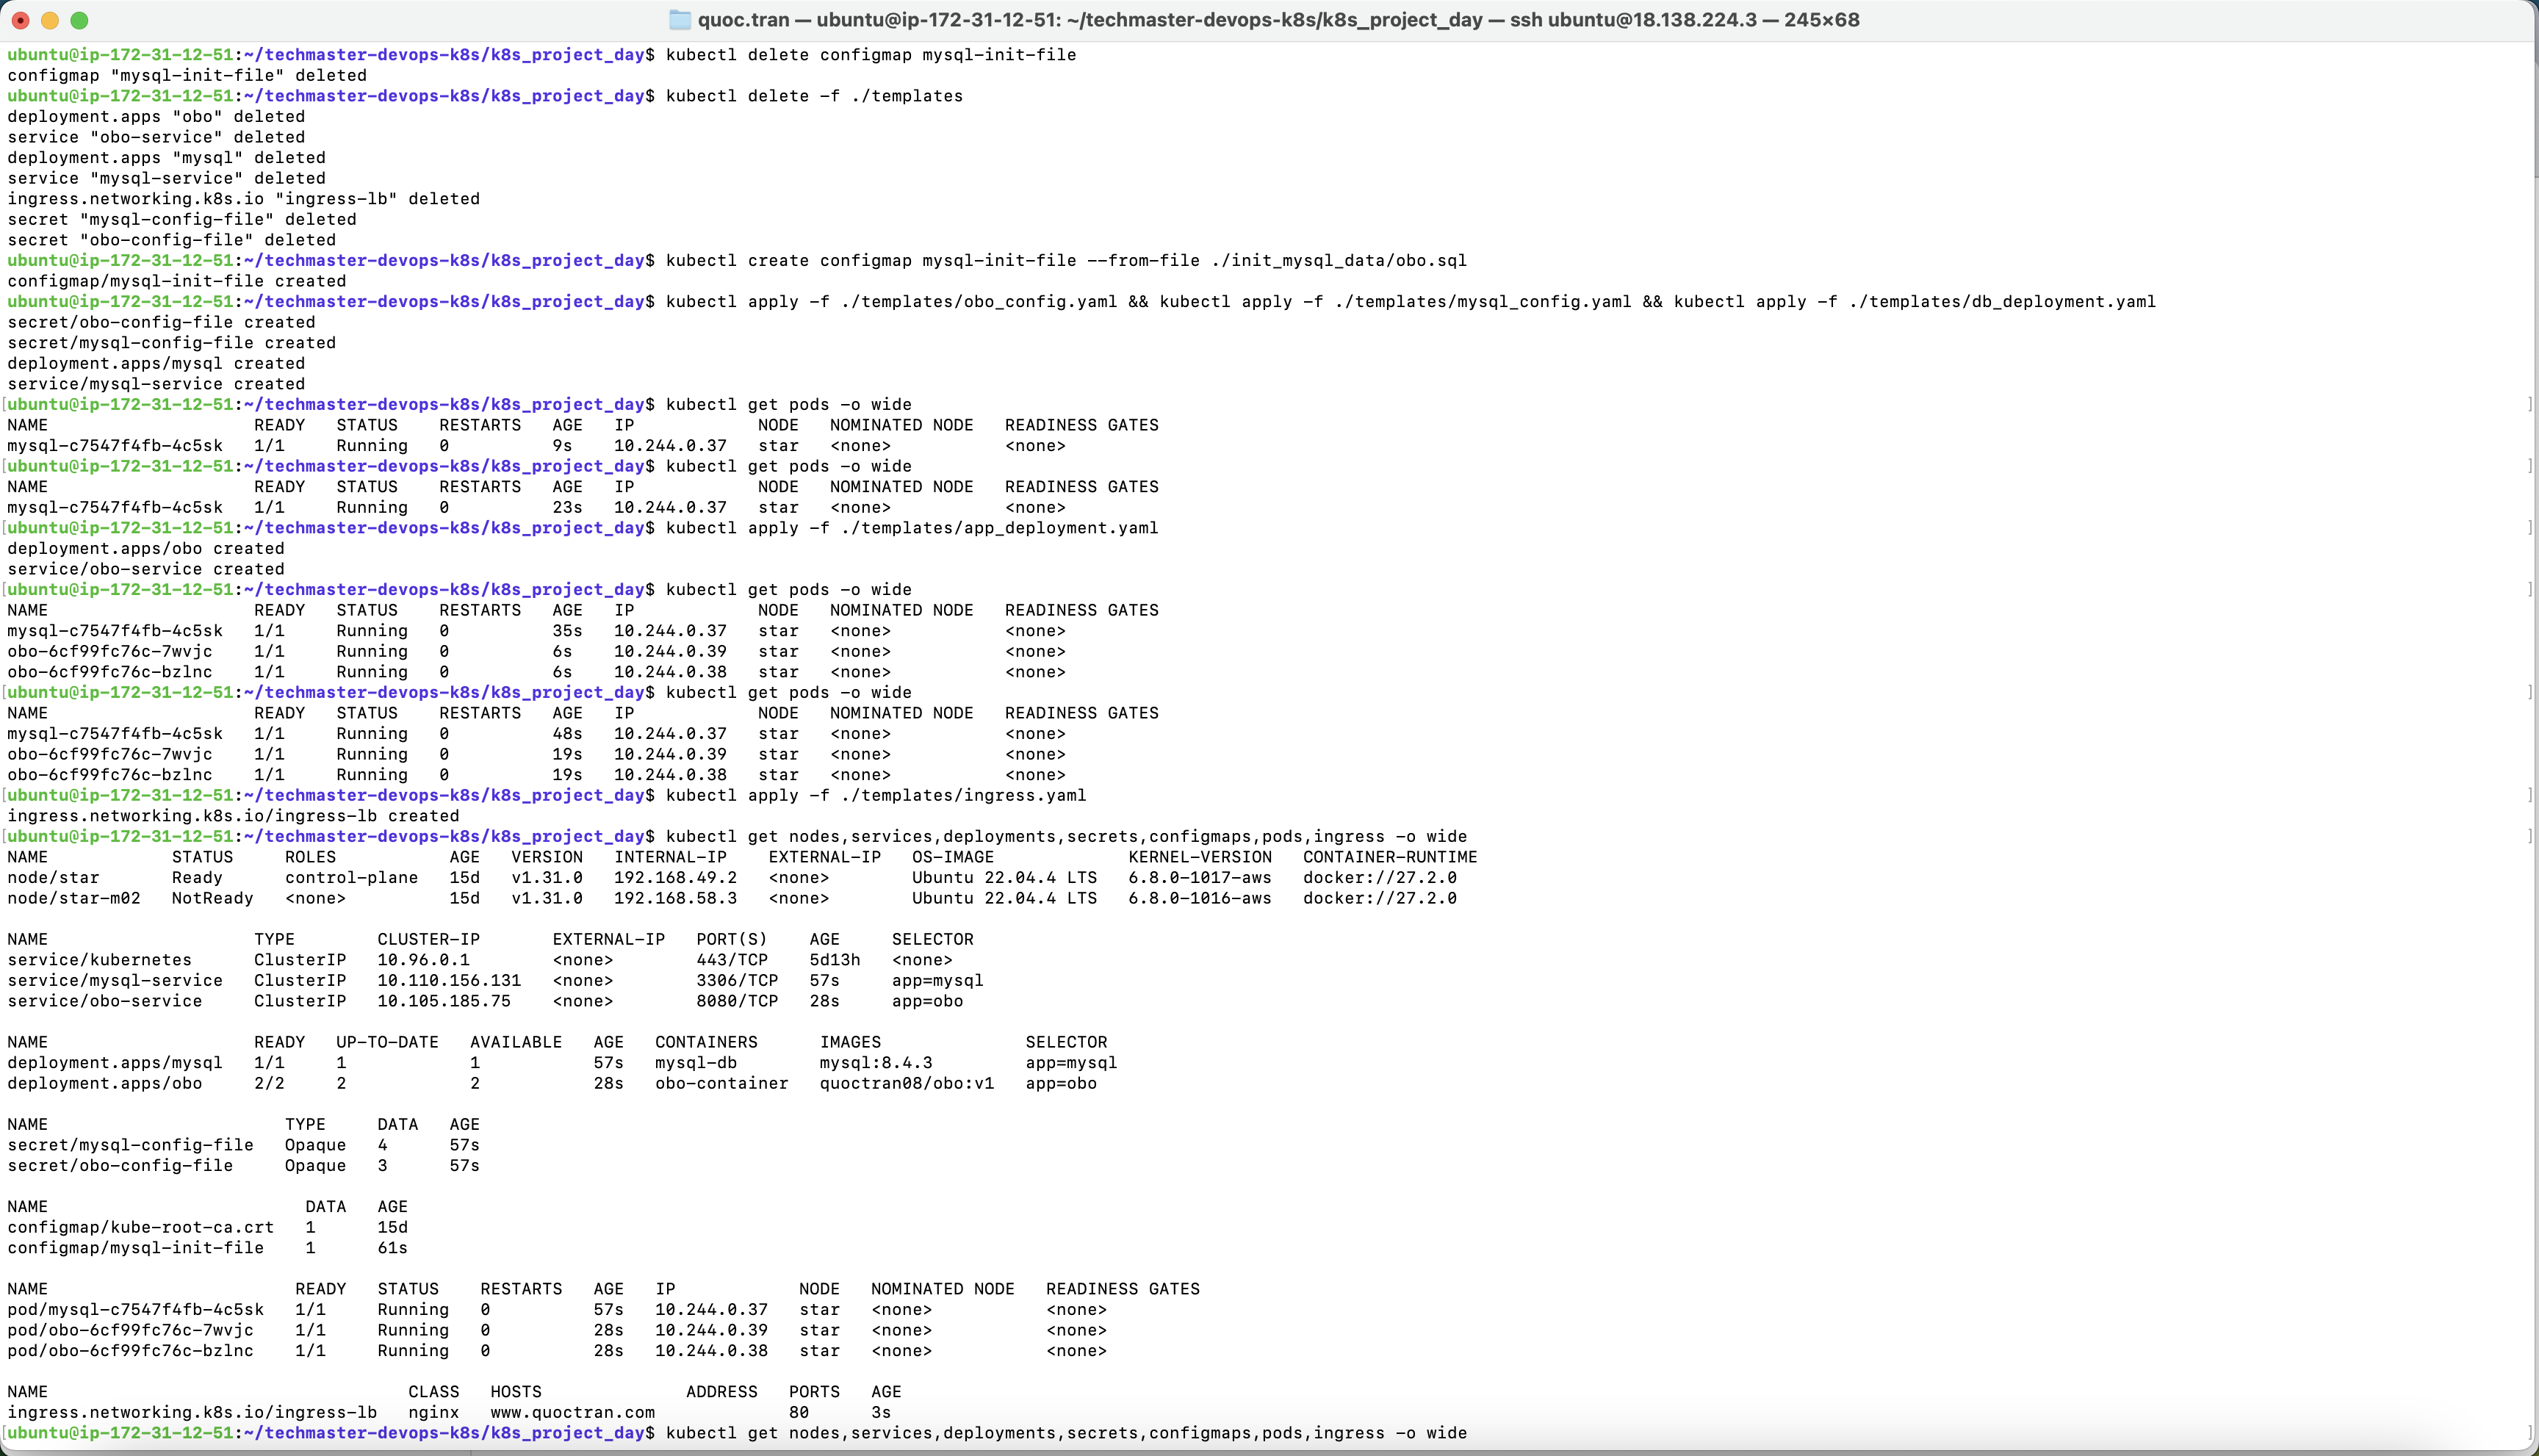 quoc.tran — ubuntu@ip-172-31-12-51: ~/techmaster-devops-k8s/k8s_project_day — ssh ubuntu@18.138.224.3 — 245×68
ubuntu@ip-172-31-12-51:~/techmaster-devops-k8s/k8s_project_day$ kubectl delete configmap mysql-init-file
configmap "mysql-init-file" deleted
ubuntu@ip-172-31-12-51:~/techmaster-devops-k8s/k8s_project_day$ kubectl delete -f ./templates
deployment.apps "obo" deleted
service "obo-service" deleted
deployment.apps "mysql" deleted
service "mysql-service" deleted
ingress.networking.k8s.io "ingress-lb" deleted
secret "mysql-config-file" deleted
secret "obo-config-file" deleted
ubuntu@ip-172-31-12-51:~/techmaster-devops-k8s/k8s_project_day$ kubectl create configmap mysql-init-file --from-file ./init_mysql_data/obo.sql
configmap/mysql-init-file created
ubuntu@ip-172-31-12-51:~/techmaster-devops-k8s/k8s_project_day$ kubectl apply -f ./templates/obo_config.yaml && kubectl apply -f ./templates/mysql_config.yaml && kubectl apply -f ./templates/db_deployment.yaml
secret/obo-config-file created
secret/mysql-config-file created
deployment.apps/mysql created
service/mysql-service created
[ubuntu@ip-172-31-12-51:~/techmaster-devops-k8s/k8s_project_day$ kubectl get pods -o wide ]
NAME READY STATUS RESTARTS AGE IP NODE NOMINATED NODE READINESS GATES
mysql-c7547f4fb-4c5sk 1/1 Running 0 9s 10.244.0.37 star <none> <none>
[ubuntu@ip-172-31-12-51:~/techmaster-devops-k8s/k8s_project_day$ kubectl get pods -o wide ]
NAME READY STATUS RESTARTS AGE IP NODE NOMINATED NODE READINESS GATES
mysql-c7547f4fb-4c5sk 1/1 Running 0 23s 10.244.0.37 star <none> <none>
[ubuntu@ip-172-31-12-51:~/techmaster-devops-k8s/k8s_project_day$ kubectl apply -f ./templates/app_deployment.yaml ]
deployment.apps/obo created
service/obo-service created
[ubuntu@ip-172-31-12-51:~/techmaster-devops-k8s/k8s_project_day$ kubectl get pods -o wide ]
NAME READY STATUS RESTARTS AGE IP NODE NOMINATED NODE READINESS GATES
mysql-c7547f4fb-4c5sk 1/1 Running 0 35s 10.244.0.37 star <none> <none>
obo-6cf99fc76c-7wvjc 1/1 Running 0 6s 10.244.0.39 star <none> <none>
obo-6cf99fc76c-bzlnc 1/1 Running 0 6s 10.244.0.38 star <none> <none>
[ubuntu@ip-172-31-12-51:~/techmaster-devops-k8s/k8s_project_day$ kubectl get pods -o wide ]
NAME READY STATUS RESTARTS AGE IP NODE NOMINATED NODE READINESS GATES
mysql-c7547f4fb-4c5sk 1/1 Running 0 48s 10.244.0.37 star <none> <none>
obo-6cf99fc76c-7wvjc 1/1 Running 0 19s 10.244.0.39 star <none> <none>
obo-6cf99fc76c-bzlnc 1/1 Running 0 19s 10.244.0.38 star <none> <none>
[ubuntu@ip-172-31-12-51:~/techmaster-devops-k8s/k8s_project_day$ kubectl apply -f ./templates/ingress.yaml ]
ingress.networking.k8s.io/ingress-lb created
[ubuntu@ip-172-31-12-51:~/techmaster-devops-k8s/k8s_project_day$ kubectl get nodes,services,deployments,secrets,configmaps,pods,ingress -o wide ]
NAME STATUS ROLES AGE VERSION INTERNAL-IP EXTERNAL-IP OS-IMAGE KERNEL-VERSION CONTAINER-RUNTIME
node/star Ready control-plane 15d v1.31.0 192.168.49.2 <none> Ubuntu 22.04.4 LTS 6.8.0-1017-aws docker://27.2.0
node/star-m02 NotReady <none> 15d v1.31.0 192.168.58.3 <none> Ubuntu 22.04.4 LTS 6.8.0-1016-aws docker://27.2.0
NAME TYPE CLUSTER-IP EXTERNAL-IP PORT(S) AGE SELECTOR
service/kubernetes ClusterIP 10.96.0.1 <none> 443/TCP 5d13h <none>
service/mysql-service ClusterIP 10.110.156.131 <none> 3306/TCP 57s app=mysql
service/obo-service ClusterIP 10.105.185.75 <none> 8080/TCP 28s app=obo
NAME READY UP-TO-DATE AVAILABLE AGE CONTAINERS IMAGES SELECTOR
deployment.apps/mysql 1/1 1 1 57s mysql-db mysql:8.4.3 app=mysql
deployment.apps/obo 2/2 2 2 28s obo-container quoctran08/obo:v1 app=obo
NAME TYPE DATA AGE
secret/mysql-config-file Opaque 4 57s
secret/obo-config-file Opaque 3 57s
NAME DATA AGE
configmap/kube-root-ca.crt 1 15d
configmap/mysql-init-file 1 61s
NAME READY STATUS RESTARTS AGE IP NODE NOMINATED NODE READINESS GATES
pod/mysql-c7547f4fb-4c5sk 1/1 Running 0 57s 10.244.0.37 star <none> <none>
pod/obo-6cf99fc76c-7wvjc 1/1 Running 0 28s 10.244.0.39 star <none> <none>
pod/obo-6cf99fc76c-bzlnc 1/1 Running 0 28s 10.244.0.38 star <none> <none>
NAME CLASS HOSTS ADDRESS PORTS AGE
ingress.networking.k8s.io/ingress-lb nginx www.quoctran.com 80 3s
[ubuntu@ip-172-31-12-51:~/techmaster-devops-k8s/k8s_project_day$ kubectl get nodes,services,deployments,secrets,configmaps,pods,ingress -o wide ]